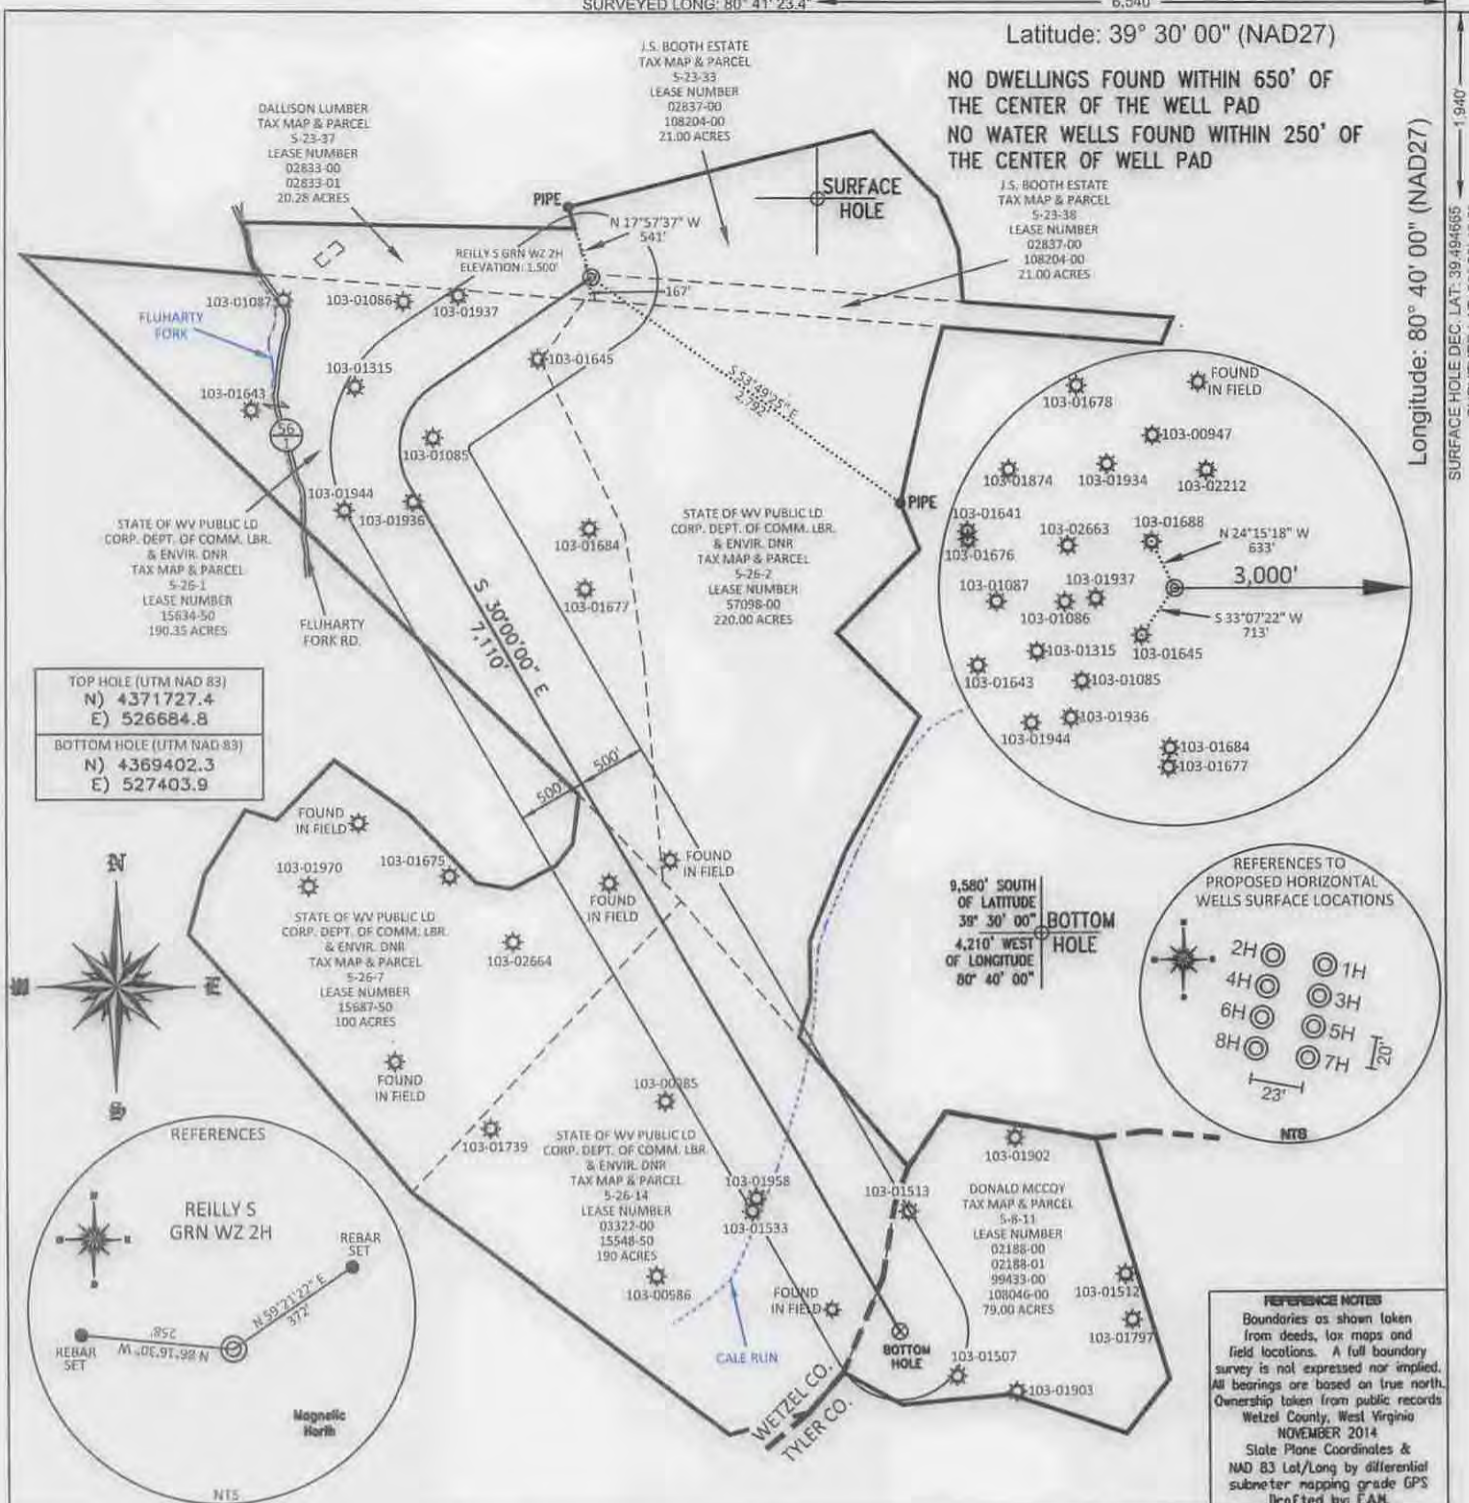 SURVEYED LONG: 80° 41' 23.4"
6,540'
Latitude: 39° 30' 00" (NAD27)
NO DWELLINGS FOUND WITHIN 650' OF
THE CENTER OF THE WELL PAD
NO WATER WELLS FOUND WITHIN 250' OF
THE CENTER OF WELL PAD
1,940'
Longitude: 80° 40' 00" (NAD27)
SURFACE HOLE DEC. LAT: 39.494665
J.S. BOOTH ESTATE
TAX MAP & PARCEL
5-23-33
LEASE NUMBER
02837-00
108204-00
21.00 ACRES
DALLISON LUMBER
TAX MAP & PARCEL
5-23-37
LEASE NUMBER
02833-00
02833-01
20.28 ACRES
PIPE
SURFACE
HOLE
J.S. BOOTH ESTATE
TAX MAP & PARCEL
5-23-38
LEASE NUMBER
02837-00
108204-00
21.00 ACRES
N 17°57'37" W
541'
REILLY S GRN WZ 2H
ELEVATION: 1,500'
167'
103-01087
103-01086
103-01937
FLUHARTY
FORK
103-01315
103-01645
103-01643
56
1
103-01085
S 53°49'25" E
2,792'
103-01944
103-01936
PIPE
STATE OF WV PUBLIC LD
CORP. DEPT. OF COMM. LBR.
& ENVIR. DNR
TAX MAP & PARCEL
5-26-1
LEASE NUMBER
15634-50
190.35 ACRES
FLUHARTY
FORK RD.
103-01684
103-01677
STATE OF WV PUBLIC LD
CORP. DEPT. OF COMM. LBR.
& ENVIR. DNR
TAX MAP & PARCEL
5-26-2
LEASE NUMBER
57098-00
220.00 ACRES
S 30°00'00" E
7,110'
FOUND
IN FIELD
103-01678
103-00947
103-01874
103-01934
103-02212
103-01641
103-01676
103-02663
103-01688
N 24°15'18" W
633'
3,000'
103-01087
103-01937
103-01086
S 33°07'22" W
713'
103-01315
103-01645
103-01643
103-01085
103-01936
103-01944
103-01684
103-01677
TOP HOLE (UTM NAD 83)
N) 4371727.4
E) 526684.8
BOTTOM HOLE (UTM NAD 83)
N) 4369402.3
E) 527403.9
500'
500'
FOUND
IN FIELD
103-01970
103-01675
FOUND
IN FIELD
FOUND
IN FIELD
STATE OF WV PUBLIC LD
CORP. DEPT. OF COMM. LBR.
& ENVIR. DNR
TAX MAP & PARCEL
5-26-7
LEASE NUMBER
15687-50
100 ACRES
103-02664
FOUND
IN FIELD
N
E
S
9,580' SOUTH
OF LATITUDE
39° 30' 00"
4,210' WEST
OF LONGITUDE
80° 40' 00"
BOTTOM
HOLE
REFERENCES TO
PROPOSED HORIZONTAL
WELLS SURFACE LOCATIONS
2H
1H
4H
3H
6H
5H
8H
7H
20'
23'
NTS
103-00985
103-01739
STATE OF WV PUBLIC LD
CORP. DEPT. OF COMM. LBR.
& ENVIR. DNR
TAX MAP & PARCEL
5-26-14
LEASE NUMBER
03322-00
15548-50
190 ACRES
103-00986
103-01958
103-01533
103-01513
103-01902
DONALD MCCOY
TAX MAP & PARCEL
5-8-11
LEASE NUMBER
02188-00
02188-01
99433-00
108046-00
79.00 ACRES
103-01512
103-01797
FOUND
IN FIELD
BOTTOM
HOLE
103-01507
103-01903
CALE RUN
WETZEL CO.
TYLER CO.
REFERENCES
REILLY S
GRN WZ 2H
REBAR
SET
N 59°21'22" E
372'
258'
N 86°16'30" W
REBAR
SET
Magnetic
North
NTS
REFERENCE NOTES
Boundaries as shown taken
from deeds, tax maps and
field locations. A full boundary
survey is not expressed nor implied.
All bearings are based on true north.
Ownership taken from public records
Wetzel County, West Virginia
NOVEMBER 2014
State Plane Coordinates &
NAD 83 Lat/Long by differential
submeter mapping grade GPS
Drafted by: F.A.N.